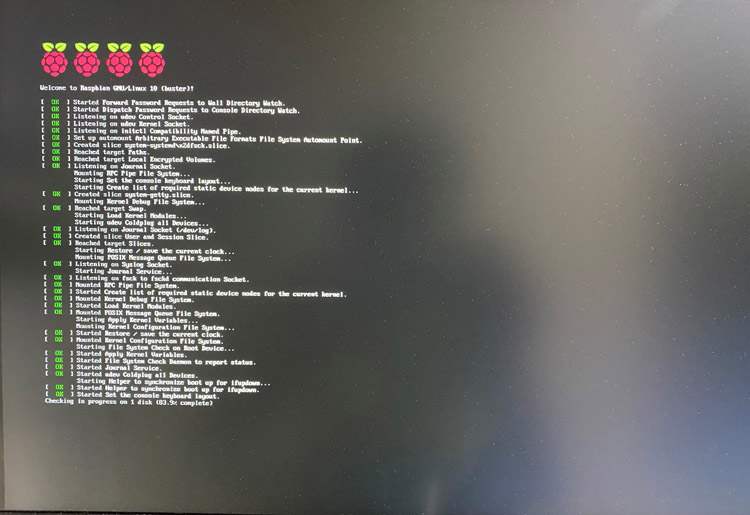 Welcome to Raspbian GNU/Linux 10 (buster)!
[ OK ] Started Forward Password Requests to Wall Directory Watch.
[ OK ] Started Dispatch Password Requests to Console Directory Watch.
[ OK ] Listening on udev Control Socket.
[ OK ] Listening on udev Kernel Socket.
[ OK ] Listening on initctl Compatibility Named Pipe.
[ OK ] Set up automount Arbitrary Executable File Formats File System Automount Point.
[ OK ] Created slice system-systemd\x2dfsck.slice.
[ OK ] Reached target Paths.
[ OK ] Reached target Local Encrypted Volumes.
[ OK ] Listening on Journal Socket.
Mounting RPC Pipe File System...
Starting Set the console keyboard layout...
Starting Create list of required static device nodes for the current kernel...
[ OK ] Created slice system-getty.slice.
Mounting Kernel Debug File System...
[ OK ] Reached target Swap.
Starting Load Kernel Modules...
Starting udev Coldplug all Devices...
[ OK ] Listening on Journal Socket (/dev/log).
[ OK ] Created slice User and Session Slice.
[ OK ] Reached target Slices.
Starting Restore / save the current clock...
Mounting POSIX Message Queue File System...
[ OK ] Listening on Syslog Socket.
Starting Journal Service...
[ OK ] Listening on fsck to fsckd communication Socket.
[ OK ] Mounted RPC Pipe File System.
[ OK ] Started Create list of required static device nodes for the current kernel.
[ OK ] Mounted Kernel Debug File System.
[ OK ] Started Load Kernel Modules.
[ OK ] Mounted POSIX Message Queue File System.
Starting Apply Kernel Variables...
Mounting Kernel Configuration File System...
[ OK ] Started Restore / save the current clock.
[ OK ] Mounted Kernel Configuration File System.
Starting File System Check on Root Device...
[ OK ] Started Apply Kernel Variables.
[ OK ] Started File System Check Daemon to report status.
[ OK ] Started Journal Service.
[ OK ] Started udev Coldplug all Devices.
Starting Helper to synchronize boot up for ifupdown...
[ OK ] Started Helper to synchronize boot up for ifupdown.
[ OK ] Started Set the console keyboard layout.
Checking in progress on 1 disk (83.9% complete)